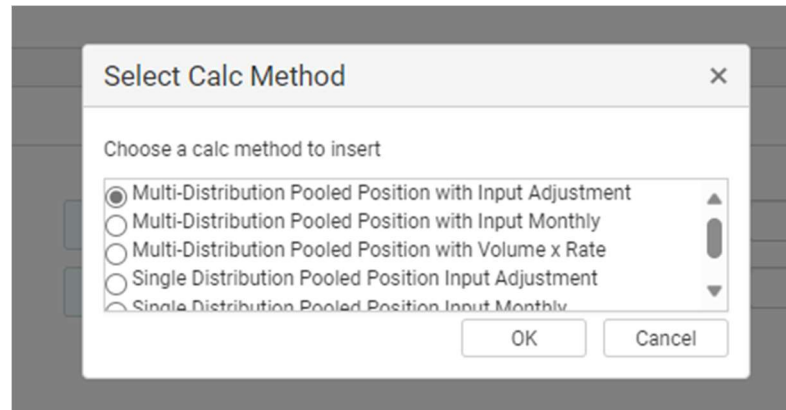 Select Calc Method
Choose a calc method to insert
Multi-Distribution Pooled Position with Input Adjustment
Multi-Distribution Pooled Position with Input Monthly
Multi-Distribution Pooled Position with Volume x Rate
Single Distribution Pooled Position Input Adjustment
Single Distribution Pooled Position Input Monthly
OK Cancel